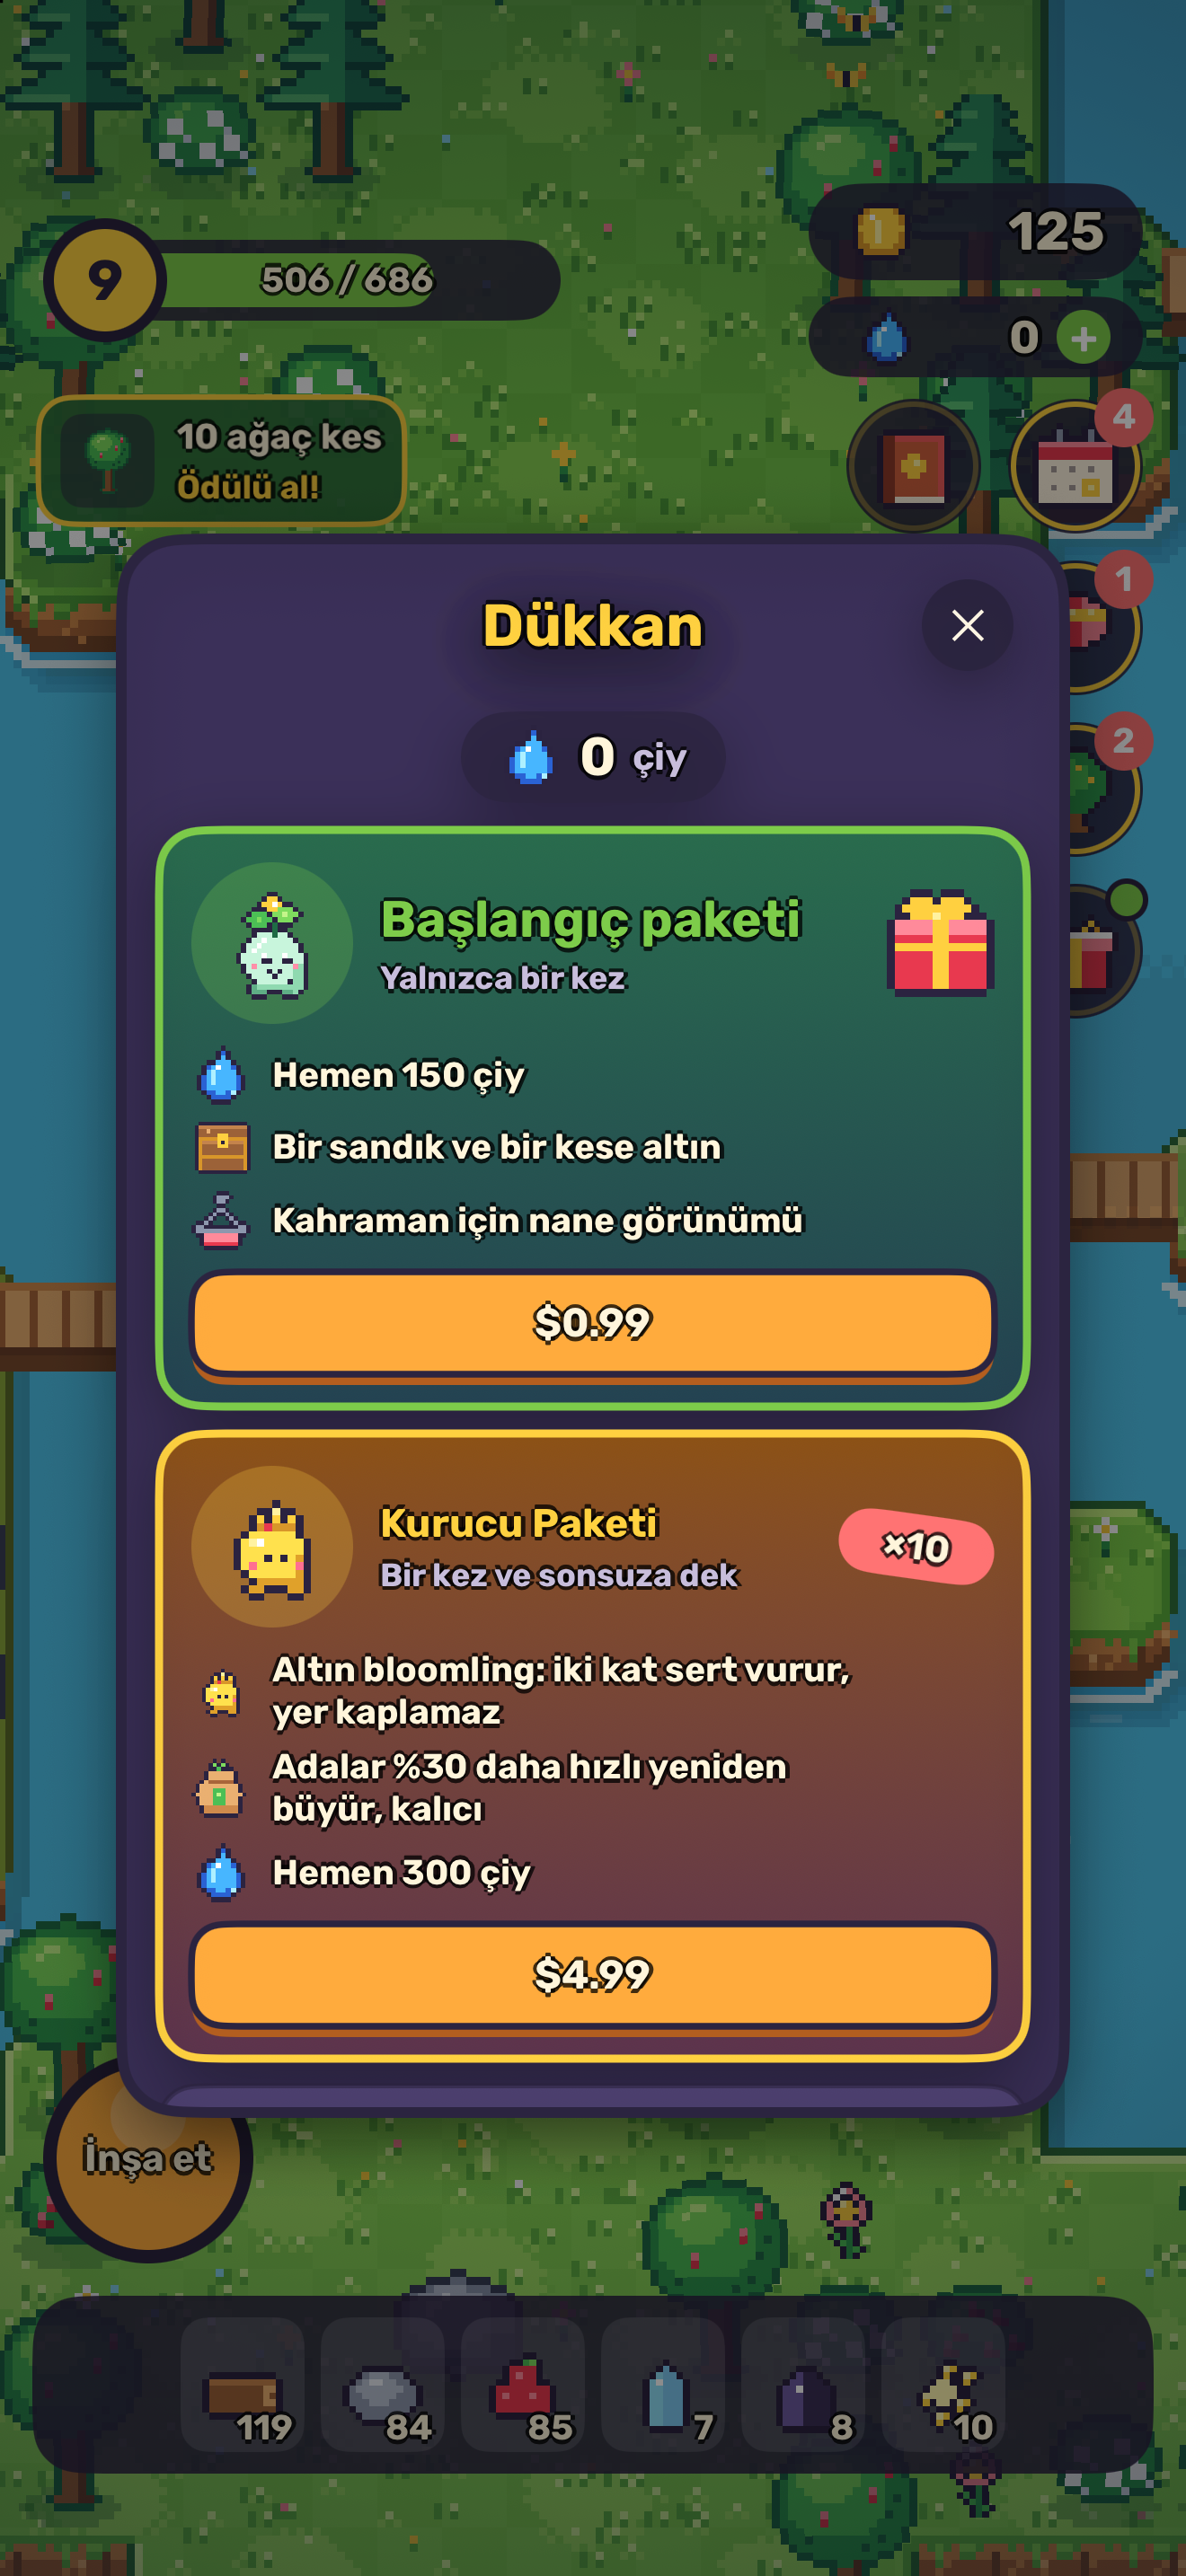 9
506 / 686
125
0
+
10 ağaç kes
Ödülü al!
4
1
2
Dükkan
0 çiy
Başlangıç paketi
Yalnızca bir kez
Hemen 150 çiy
Bir sandık ve bir kese altın
Kahraman için nane görünümü
$0.99
Kurucu Paketi
Bir kez ve sonsuza dek
×10
Altın bloomling: iki kat sert vurur,
yer kaplamaz
Adalar %30 daha hızlı yeniden
büyür, kalıcı
Hemen 300 çiy
$4.99
İnşa et
119
84
85
7
8
10